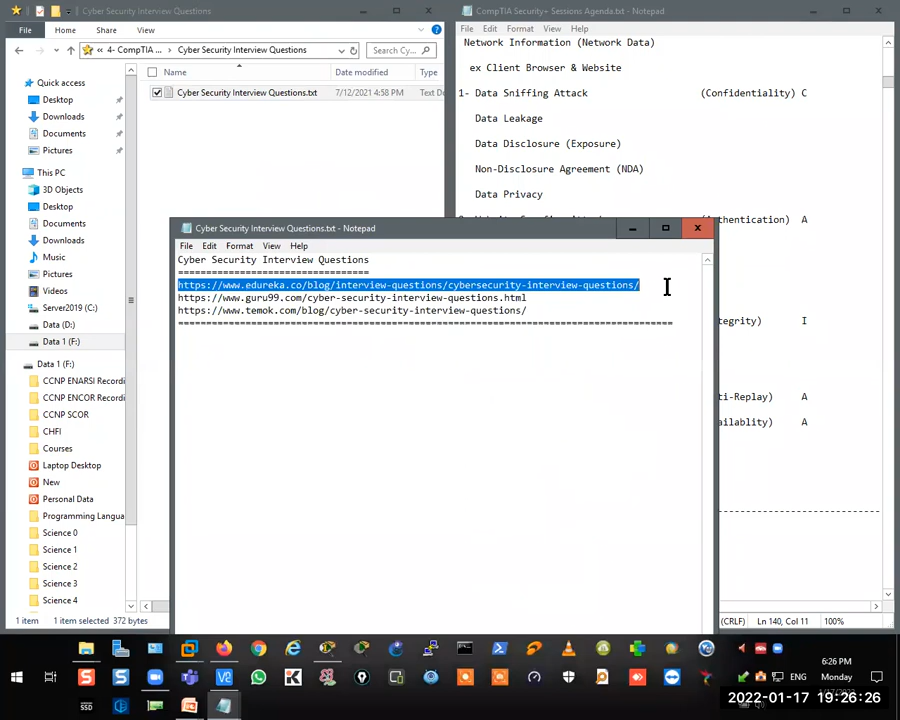 Cyber Security Interview Questions
CompTIA Security+ Sessions Agenda.txt - Notepad
File Home Share View
File Edit Format View Help
4- CompTIA ... Cyber Security Interview Questions
Search Cy...
Network Information (Network Data)
Name Date modified Type
ex Client Browser & Website
Quick access
Cyber Security Interview Questions.txt 7/12/2021 4:58 PM Text Do
1- Data Sniffing Attack (Confidentiality) C
Desktop
Downloads
Data Leakage
Documents
Data Disclosure (Exposure)
Pictures
Non-Disclosure Agreement (NDA)
This PC
3D Objects
Data Privacy
Desktop
(Authentication) A
Documents
Cyber Security Interview Questions.txt - Notepad
Downloads
File Edit Format View Help
Music
Cyber Security Interview Questions
================================
Pictures
https://www.edureka.co/blog/interview-questions/cybersecurity-interview-questions/
Videos
https://www.guru99.com/cyber-security-interview-questions.html
Server2019 (C:)
https://www.temok.com/blog/cyber-security-interview-questions/
Data (D:)
tegrity) I
Data 1 (F:)
Data 1 (F:)
CCNP ENARSI Recordi
CCNP ENCOR Recordi
ti-Replay) A
CCNP SCOR
ailablity) A
CHFI
Courses
Laptop Desktop
New
Personal Data
Programming Langua
Science 0
Science 1
Science 2
Science 3
Science 4
1 item 1 item selected 372 bytes
(CRLF) Ln 140, Col 11 100%
6:26 PM
Monday
ENG
2022-01-17 19:26:26
SSD